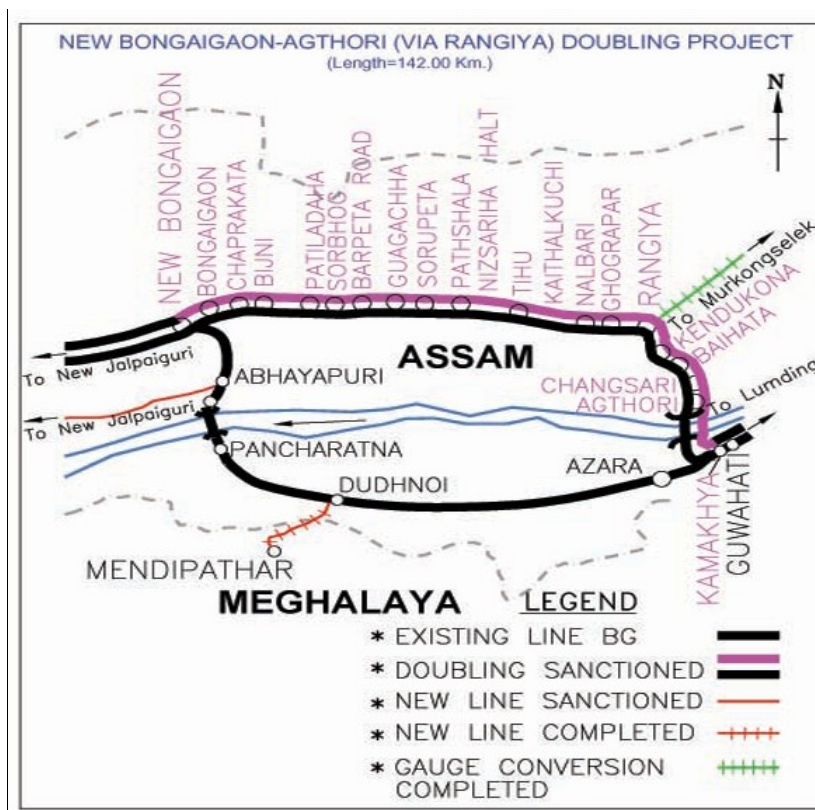 NEW BONGAIGAON-AGTHORI (VIA RANGIYA) DOUBLING PROJECT
(Length=142.00 Km.)
N
NEW BONGAIGAON
BONGAIGAON
CHAPRAKATA
BIJNI
PATILADAHA
SORBHOG
BARPETA ROAD
GUAGACHHA
SORUPETA
PATHSHALA
NIZSARIHA HALT
TIHU
KAITHALKUCHI
NALBARI
GHOGRAPAR
RANGIYA
To Murkongselek
KENDUKONA
BAIHATA
ASSAM
To New Jalpaiguri
ABHAYAPURI
CHANGSARI
AGTHORI
To Lumding
To New Jalpaiguri
PANCHARATNA
AZARA
DUDHNOI
KAMAKHYA
GUWAHATI
MENDIPATHAR
MEGHALAYA
LEGEND
* EXISTING LINE BG
* DOUBLING SANCTIONED
* NEW LINE SANCTIONED
* NEW LINE COMPLETED
* GAUGE CONVERSION
COMPLETED